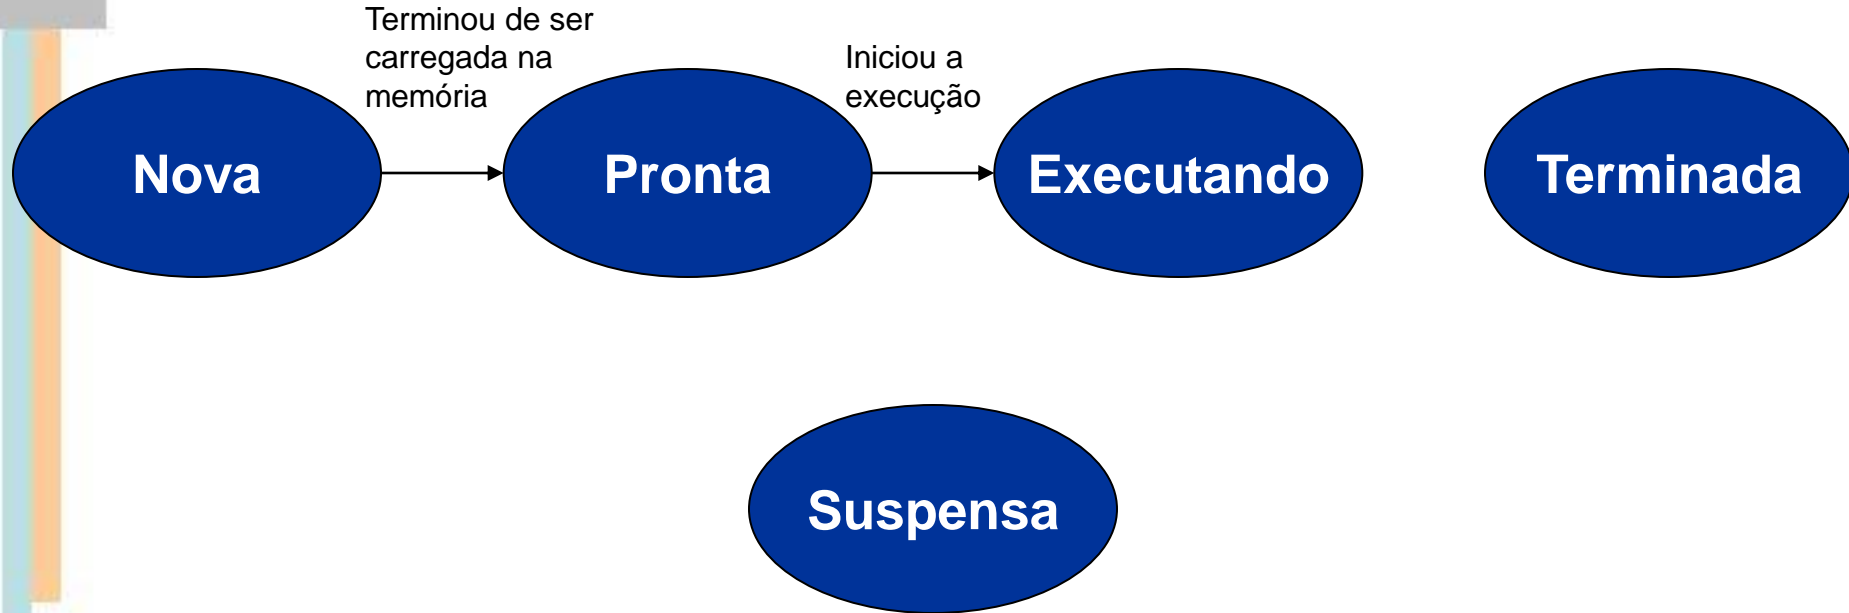 Terminou de ser
carregada na
memória
Iniciou a
execução
Nova
Pronta
Executando
Terminada
Suspensa